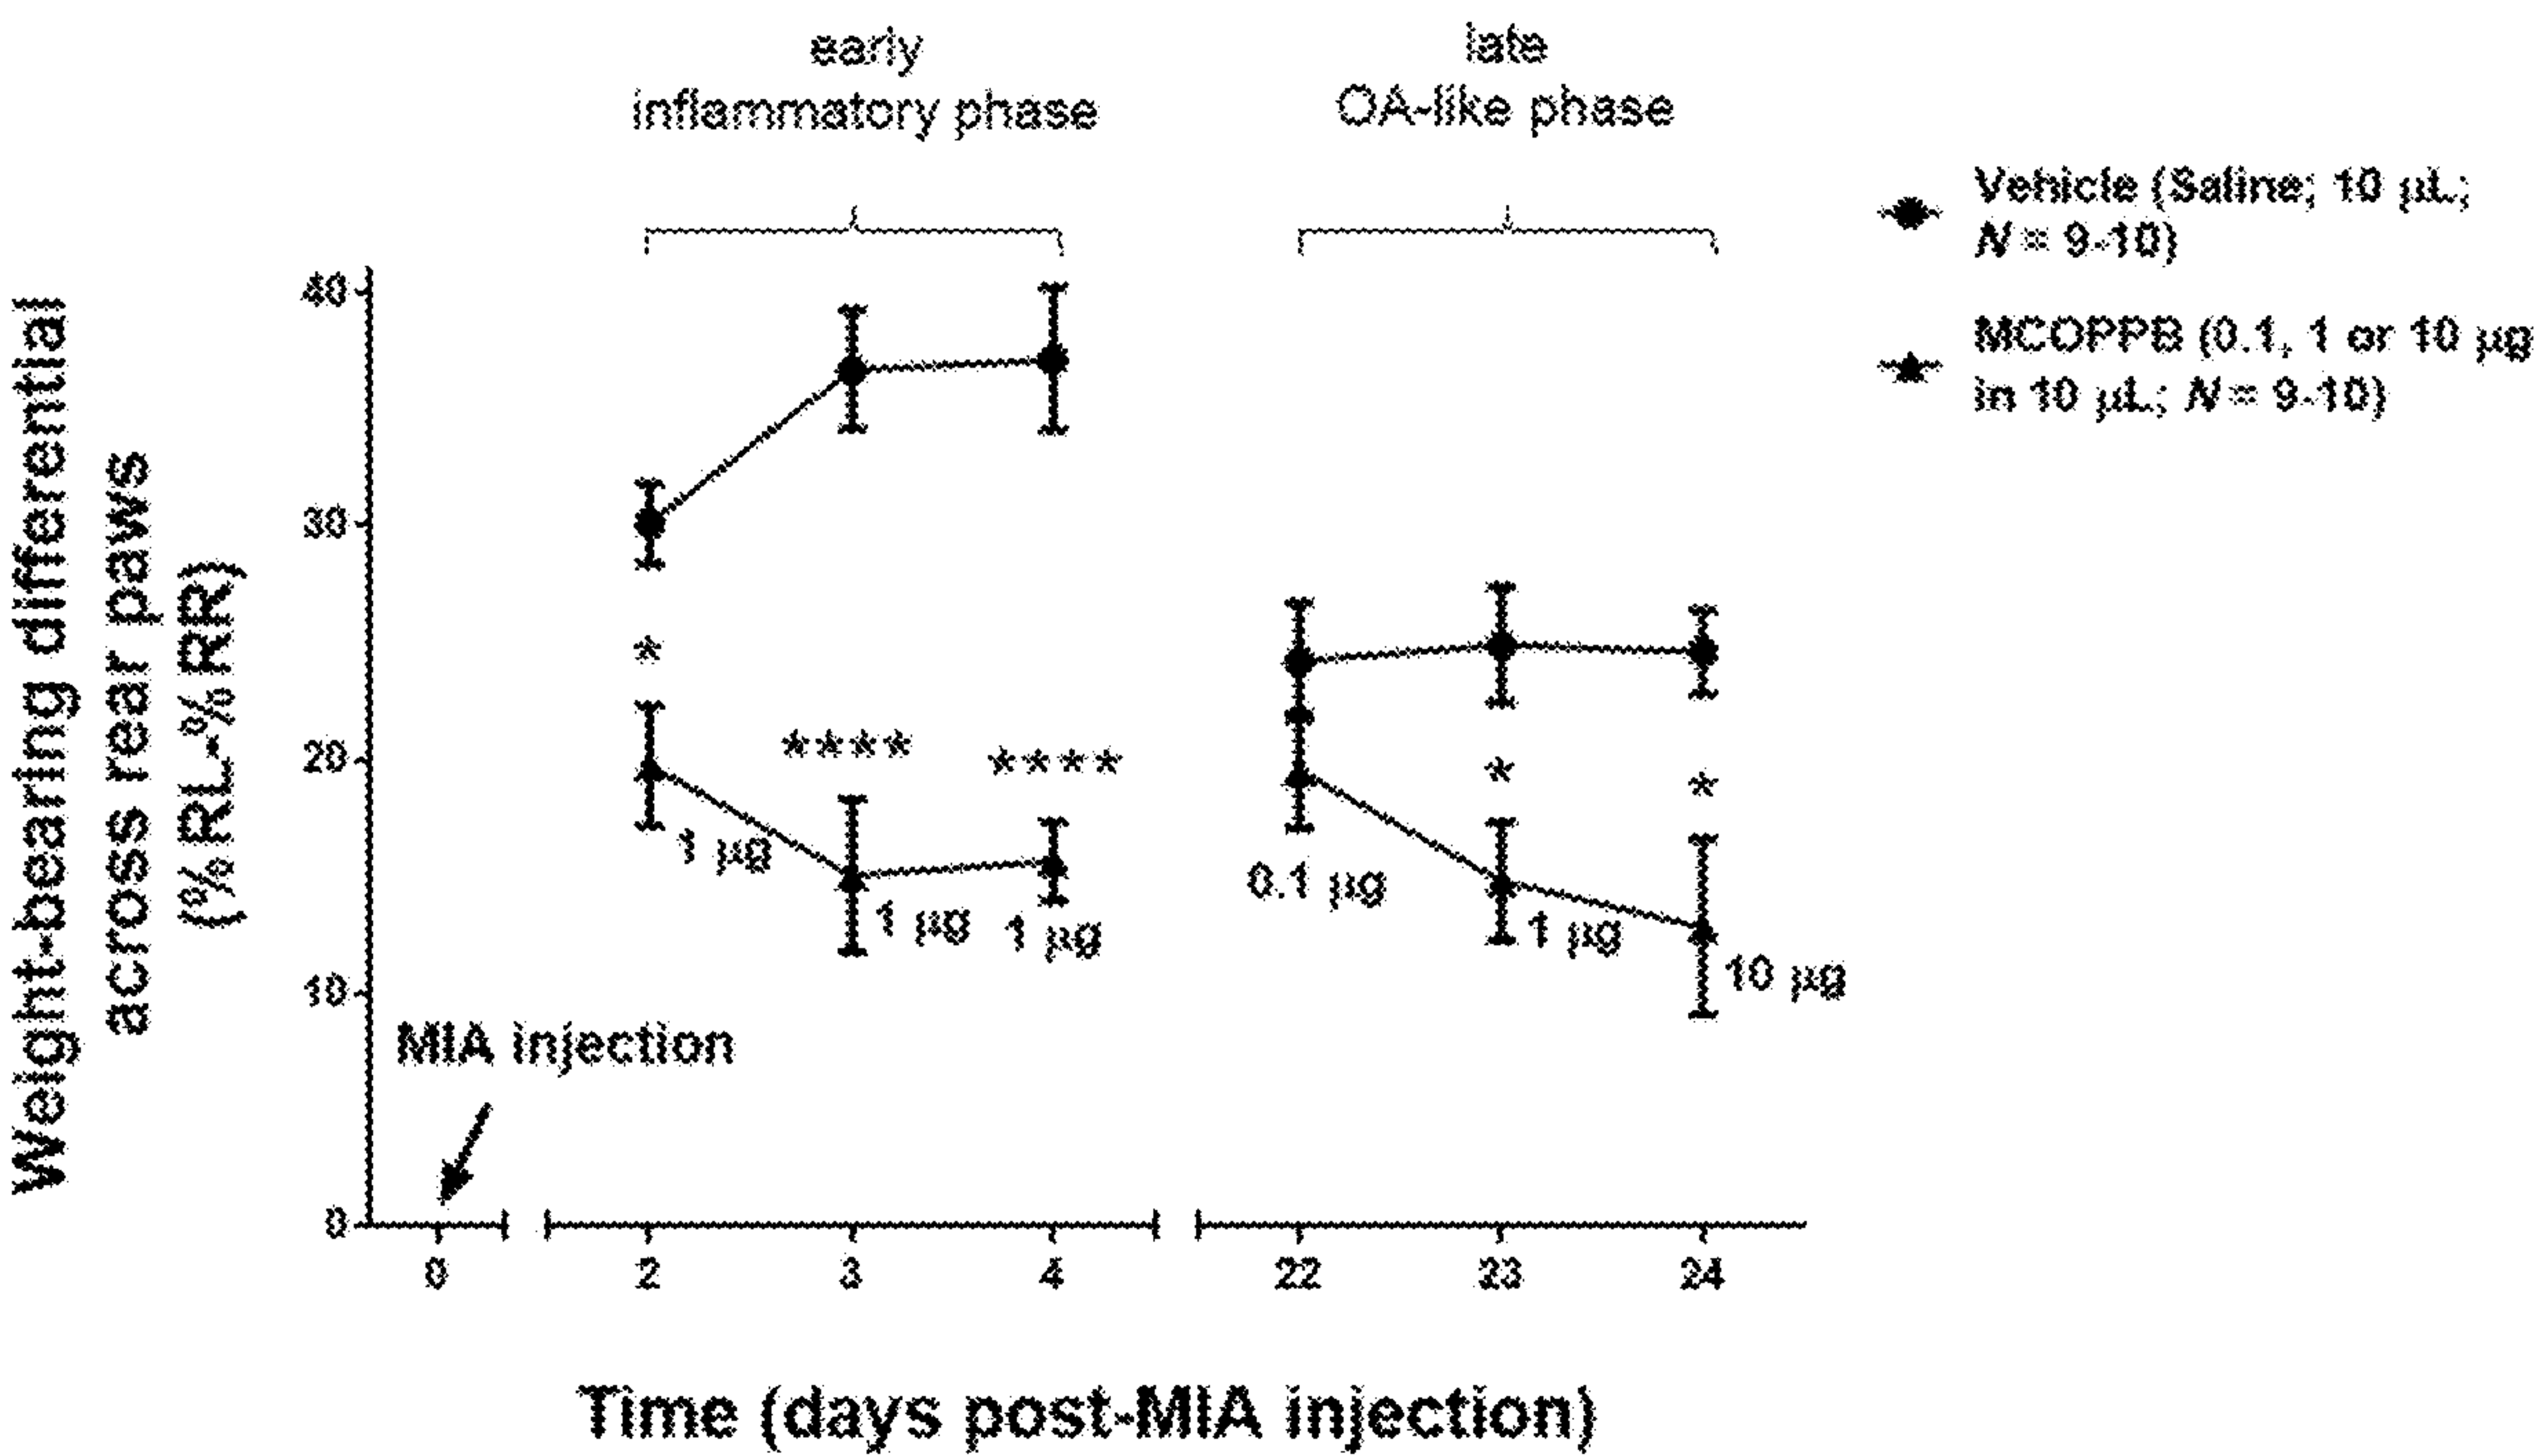 early
inflammatory phase
late
OA-like phase
Vehicle (Saline; 10 µL;
N = 9-10)
MCOPPB (0.1, 1 or 10 µg
in 10 µL; N = 9-10)
Weight-bearing differential
across rear paws
(% RL-% RR)
40
30
20
10
0
*
****
****
*
*
1 µg
1 µg
1 µg
0.1 µg
1 µg
10 µg
MIA injection
0
2
3
4
22
23
24
Time (days post-MIA injection)